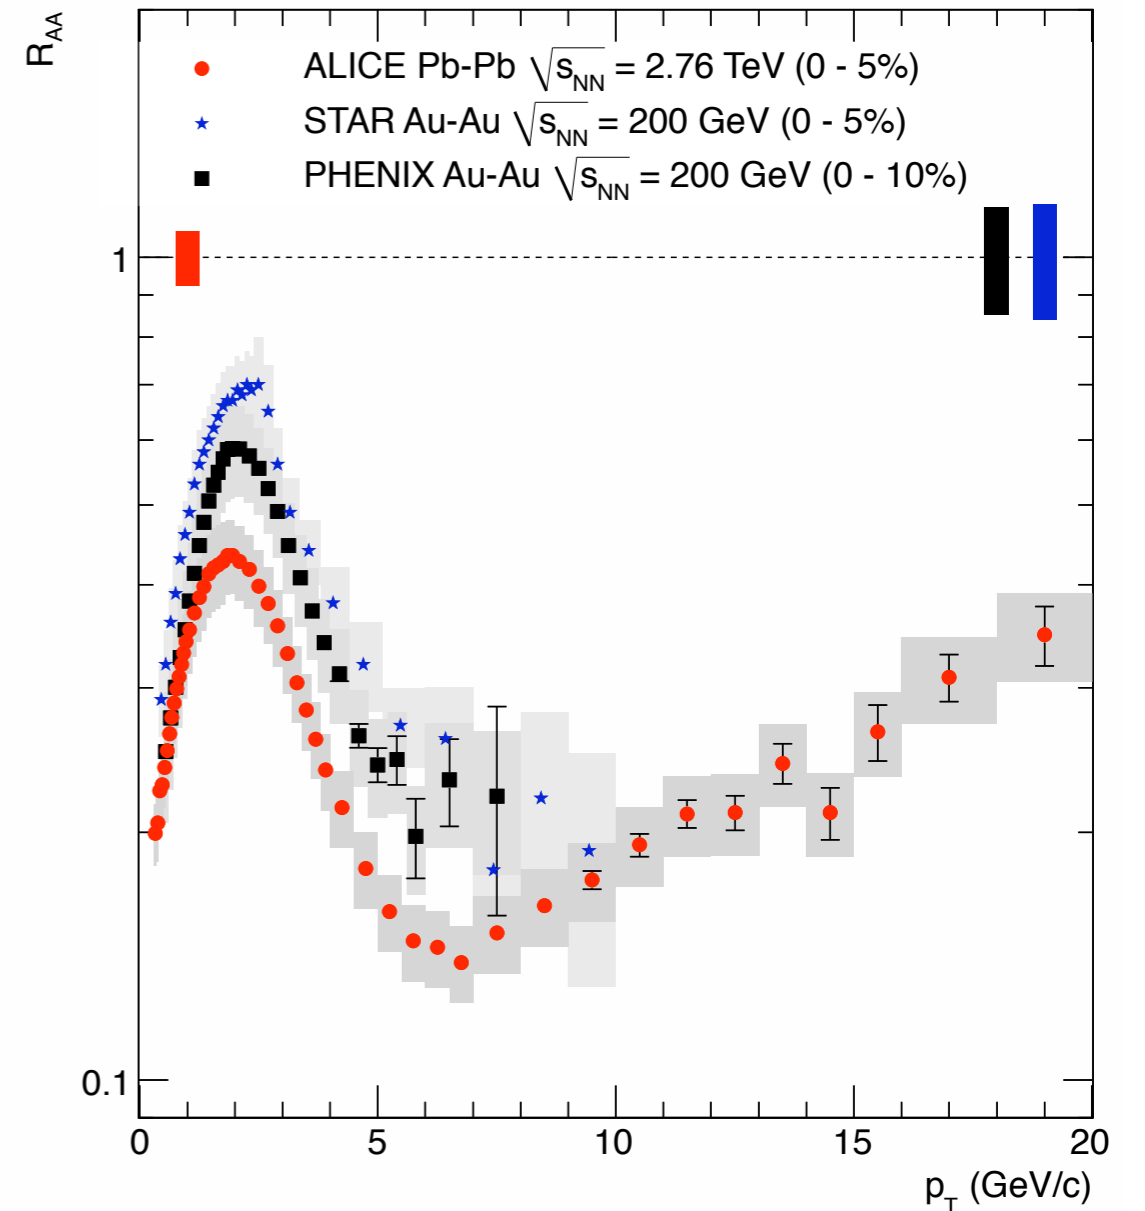 R_AA
ALICE Pb-Pb √s_NN = 2.76 TeV (0 - 5%)
STAR Au-Au √s_NN = 200 GeV (0 - 5%)
PHENIX Au-Au √s_NN = 200 GeV (0 - 10%)
1
0.1
0 5 10 15 20
p_T (GeV/c)